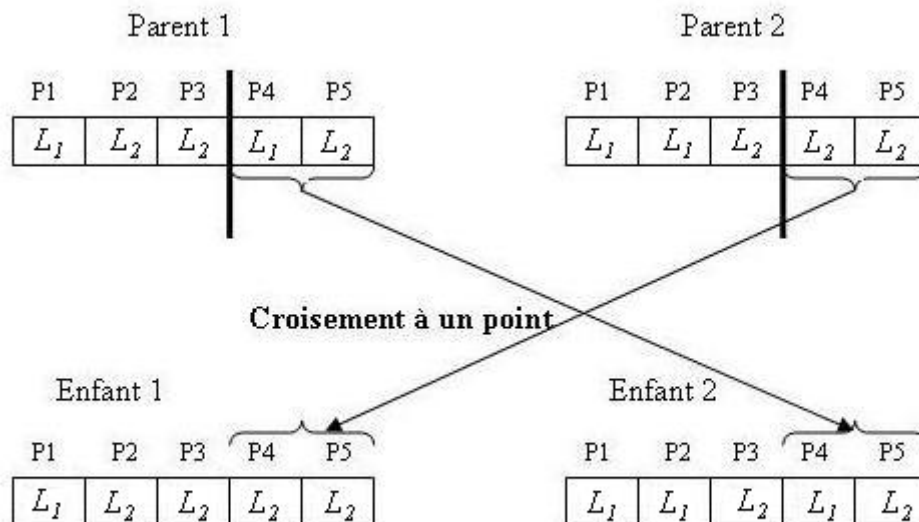 Parent 1 Parent 2
P1 P2 P3 P4 P5 P1 P2 P3 P4 P5
L₁ L₂ L₂ L₁ L₂ L₁ L₁ L₂ L₂ L₂
Croisement à un point
Enfant 1 Enfant 2
P1 P2 P3 P4 P5 P1 P2 P3 P4 P5
L₁ L₂ L₂ L₂ L₂ L₁ L₁ L₂ L₁ L₂